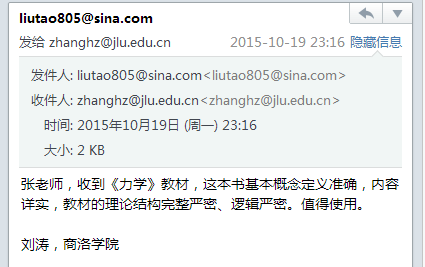 liutao805@sina.com
发给 zhanghz@jlu.edu.cn 2015-10-19 23:16 隐藏信息
发件人: liutao805@sina.com<liutao805@sina.com>
收件人: zhanghz@jlu.edu.cn<zhanghz@jlu.edu.cn>
时间: 2015年10月19日 (周一) 23:16
大小: 2 KB
张老师，收到《力学》教材，这本书基本概念定义准确，内容
详实，教材的理论结构完整严密、逻辑严密。值得使用。
刘涛，商洛学院